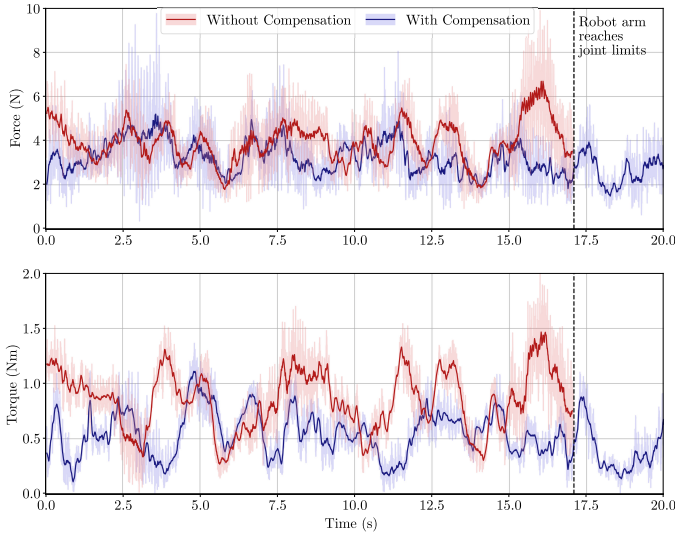 Without Compensation With Compensation
Robot arm
reaches
joint limits
10
8
6
4
2
0
Force (N)
0.0 2.5 5.0 7.5 10.0 12.5 15.0 17.5 20.0
2.0
1.5
1.0
0.5
0.0
Torque (Nm)
0.0 2.5 5.0 7.5 10.0 12.5 15.0 17.5 20.0
Time (s)